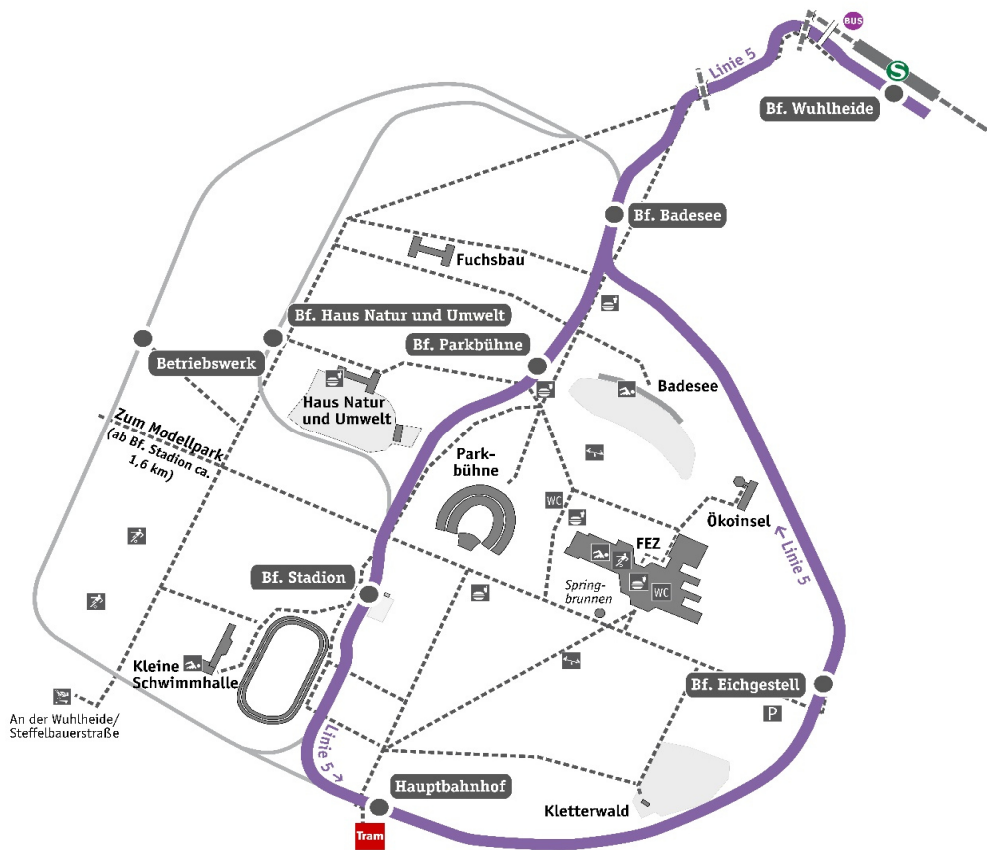 BUS
Linie 5
S
Bf. Wuhlheide
Bf. Badesee
Fuchsbau
Bf. Haus Natur und Umwelt
Bf. Parkbühne
Betriebswerk
Badesee
Haus Natur
und Umwelt
Zum Modellpark
(ab Bf. Stadion ca.
1,6 km)
Park-
bühne
WC
Ökoinsel
FEZ
Linie 5
Bf. Stadion
Spring-
brunnen
WC
Kleine
Schwimmhalle
Bf. Eichgestell
P
An der Wuhlheide/
Steffelbauerstraße
Linie 5
Hauptbahnhof
Kletterwald
Tram